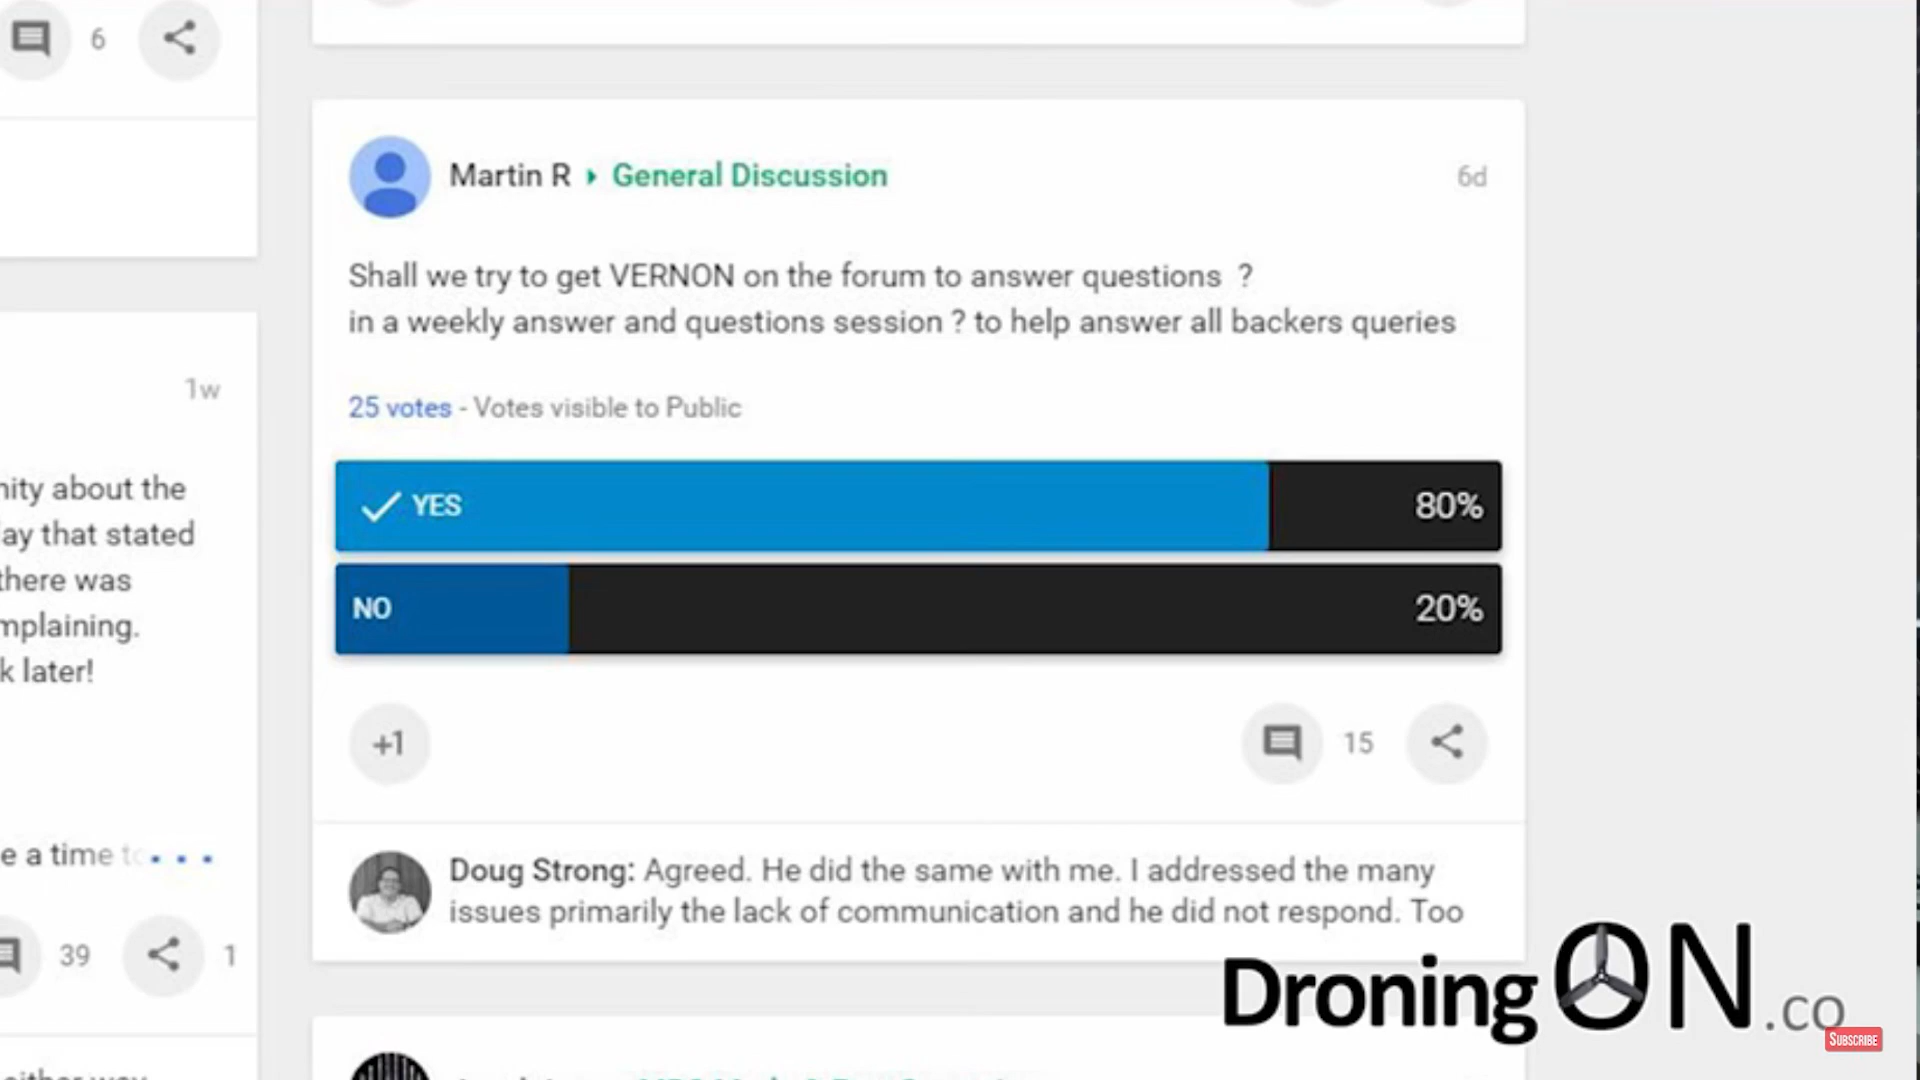 6
Martin R General Discussion 6d
Shall we try to get VERNON on the forum to answer questions ?
in a weekly answer and questions session ? to help answer all backers queries
25 votes - Votes visible to Public
YES 80%
NO 20%
+1 15
Doug Strong: Agreed. He did the same with me. I addressed the many
issues primarily the lack of communication and he did not respond. Too
1w
about the
that stated
there was
k later!
e a time
39 1
DroningON.co
SUBSCRIBE